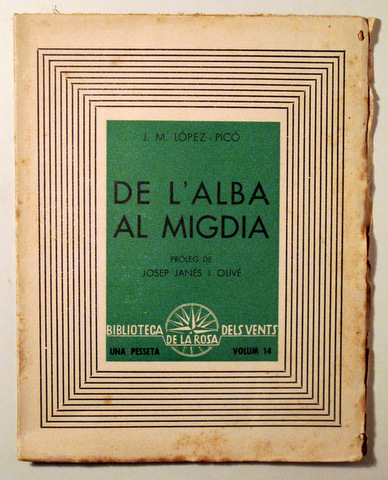 J. M. LÓPEZ-PICÓ
DE L'ALBA
AL MIGDIA
PRÒLEG DE
JOSEP JANÉS I OLIVÉ
BIBLIOTECA DE LA ROSA DELS VENTS
UNA PESSETA VOLUM 14